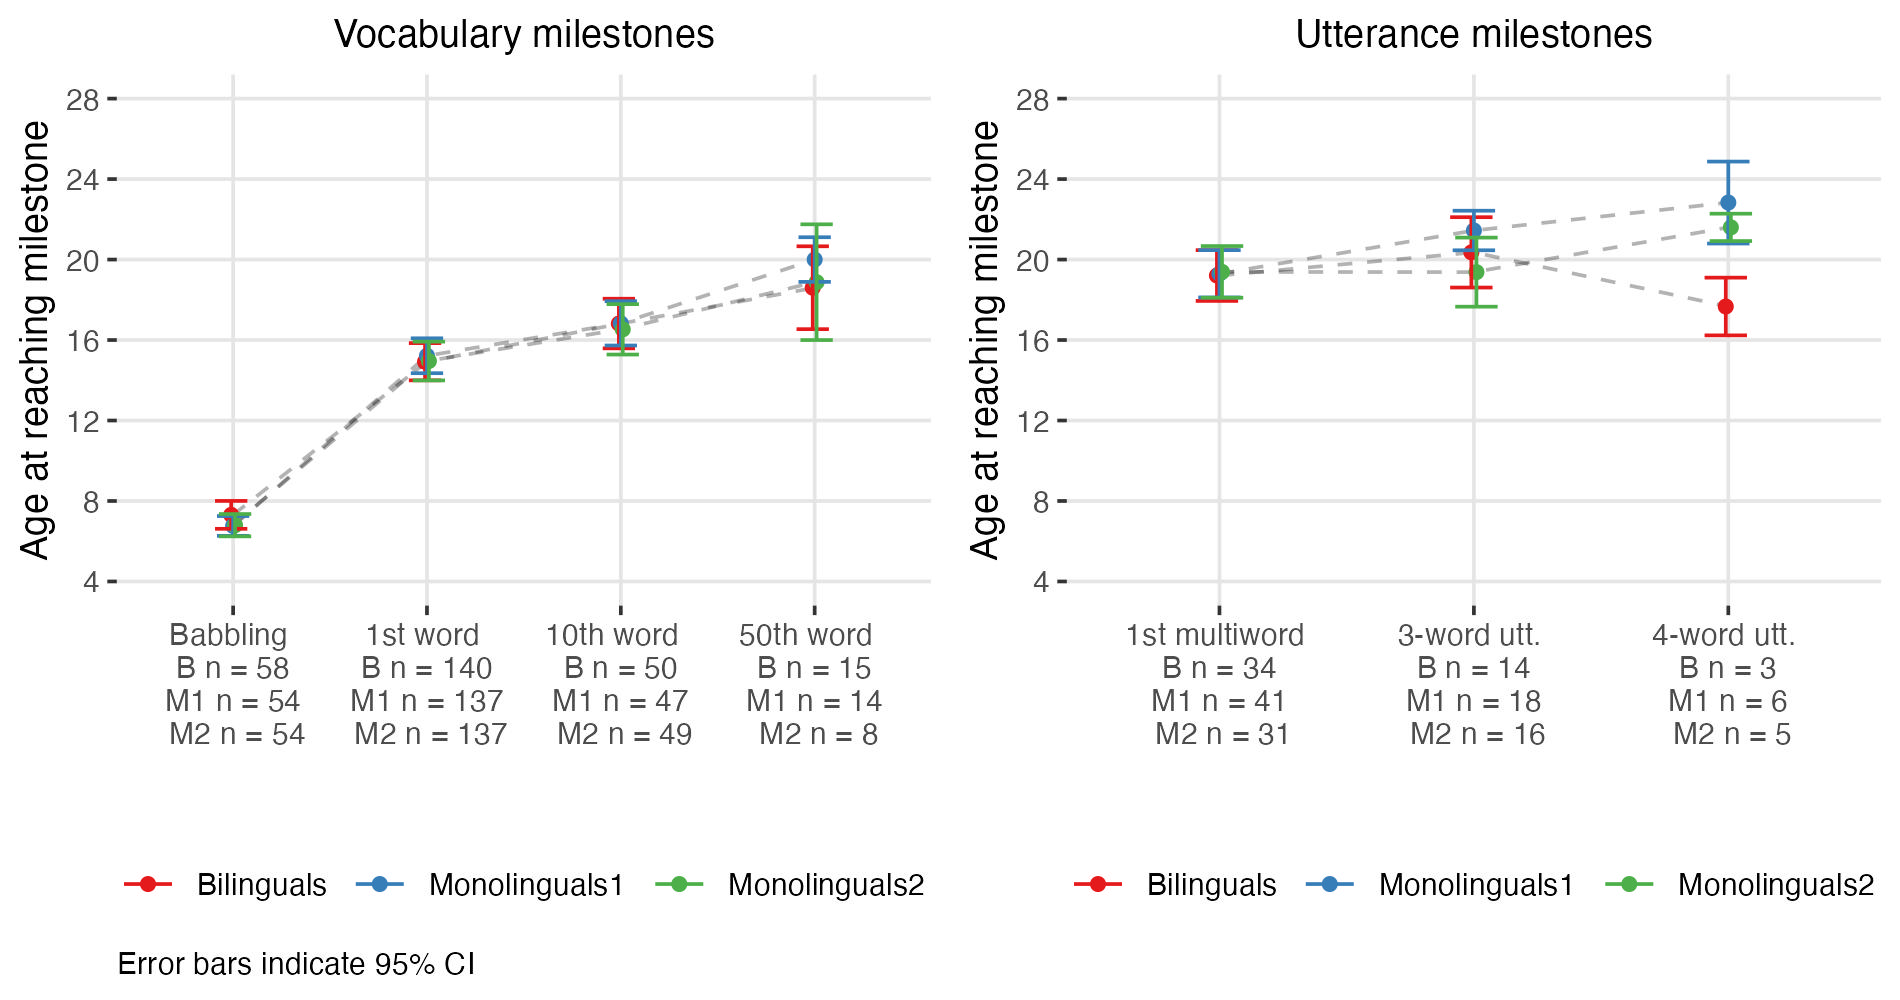 Vocabulary milestones
Age at reaching milestone
28
24
20
16
12
8
4
Babbling
B n = 58
M1 n = 54
M2 n = 54
1st word
B n = 140
M1 n = 137
M2 n = 137
10th word
B n = 50
M1 n = 47
M2 n = 49
50th word
B n = 15
M1 n = 14
M2 n = 8
Bilinguals
Monolinguals1
Monolinguals2
Error bars indicate 95% CI
Utterance milestones
Age at reaching milestone
28
24
20
16
12
8
4
1st multiword
B n = 34
M1 n = 41
M2 n = 31
3-word utt.
B n = 14
M1 n = 18
M2 n = 16
4-word utt.
B n = 3
M1 n = 6
M2 n = 5
Bilinguals
Monolinguals1
Monolinguals2